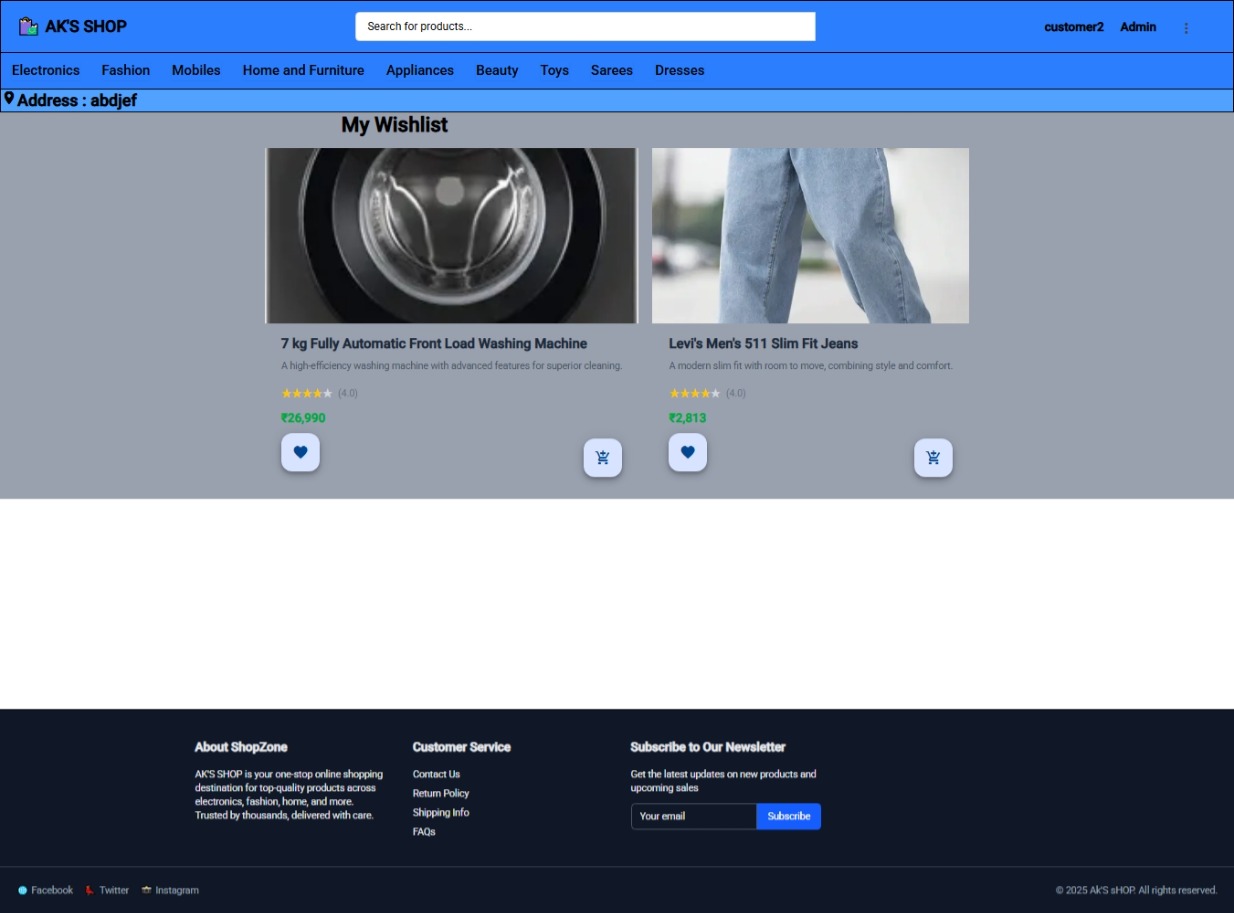 AK'S SHOP
Search for products...
customer2 Admin
Electronics Fashion Mobiles Home and Furniture Appliances Beauty Toys Sarees Dresses
Address : abdjef
My Wishlist
7 kg Fully Automatic Front Load Washing Machine
A high-efficiency washing machine with advanced features for superior cleaning.
(4.0)
₹26,990
Levi's Men's 511 Slim Fit Jeans
A modern slim fit with room to move, combining style and comfort.
(4.0)
₹2,813
About ShopZone
AK'S SHOP is your one-stop online shopping
destination for top-quality products across
electronics, fashion, home, and more.
Trusted by thousands, delivered with care.
Customer Service
Contact Us
Return Policy
Shipping Info
FAQs
Subscribe to Our Newsletter
Get the latest updates on new products and
upcoming sales
Your email Subscribe
Facebook Twitter Instagram
© 2025 Ak'S sHOP. All rights reserved.